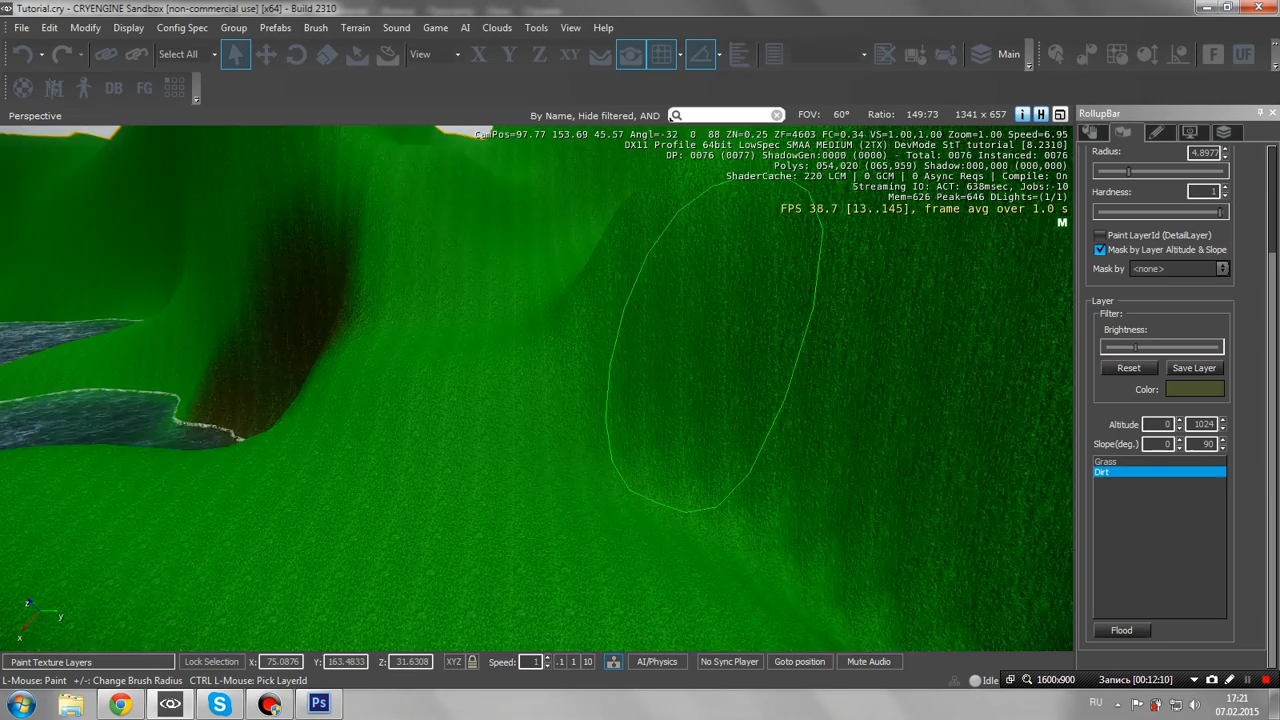 Tutorial.cry - CRYENGINE Sandbox [non-commercial use] [x64] - Build 2310
File Edit Modify Display Config Spec Group Prefabs Brush Terrain Sound Game AI Clouds Tools View Help
Select All View X Y Z XY Main F UF
DB FG
Perspective By Name, Hide filtered, AND FOV: 60° Ratio: 149:73 1341 x 657 i H RollupBar
CamPos=97.77 153.69 45.57 Angl=-32 0 88 ZN=0.25 ZF=4603 FC=0.34 VS=1.00,1.00 Zoom=1.00 Speed=6.95
DX11 Profile 64bit LowSpec SMAA MEDIUM (2TX) DevMode StT tutorial [8.2310]
DP: 0076 (0077) ShadowGen:0000 (0000) - Total: 0076 Instanced: 0076
Polys: 054,020 (065,959) Shadow:000,000 (000,000)
ShaderCache: 220 LCM | 0 GCM | 0 Async Reqs | Compile: On
Streaming IO: ACT: 638msec, Jobs:-10
Mem=626 Peak=646 DLights=(1/1)
FPS 38.7 [13..145], frame avg over 1.0 s
M
Radius: 4.8977
Hardness: 1
Paint LayerId (DetailLayer)
Mask by Layer Altitude & Slope
Mask by <none>
Layer
Filter:
Brightness:
Reset Save Layer
Color:
Altitude 0 1024
Slope(deg.) 0 90
Grass
Dirt
Flood
z
y
x
Paint Texture Layers Lock Selection X: 75.0876 Y: 163.4833 Z: 31.6308 XYZ Speed: 1 .1 1 10 AI/Physics No Sync Player Goto position Mute Audio
L-Mouse: Paint +/-: Change Brush Radius CTRL L-Mouse: Pick LayerId Idle 1600x900 Запись [00:12:10]
Ps RU 17:21
07.02.2015